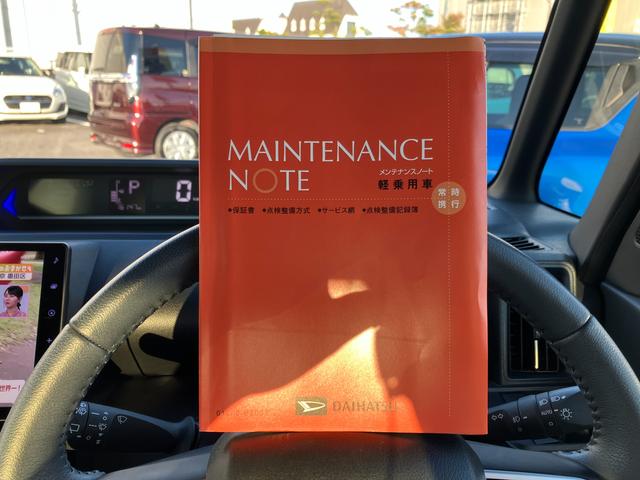 MAINTENANCE
NOTE
メンテナンスノート
軽乗用車
常時
携行
●保証書 ●点検整備方式 ●サービス網 ●点検整備記録簿
DAIHATSU
P
0
AUTO